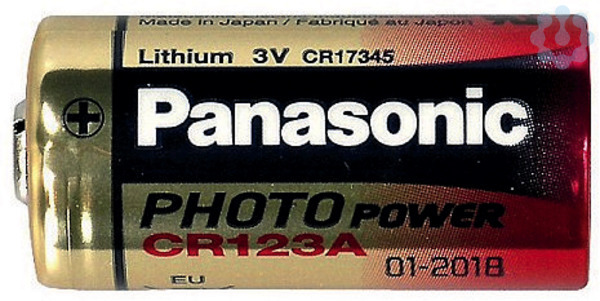 Made in Japan / Fabriqué au Japon
Lithium 3V CR17345
Panasonic
PHOTO POWER
CR123A
01-2018
EU